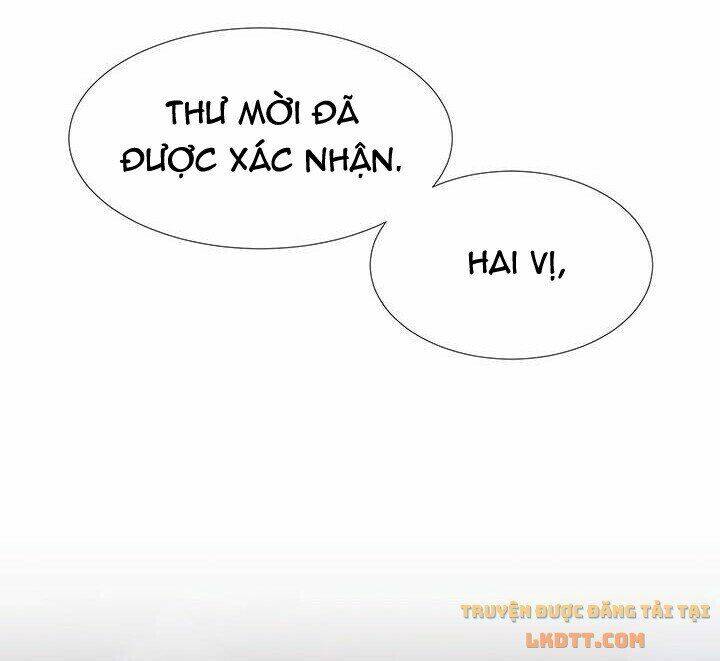 THƯ MỜI ĐÃ
ĐƯỢC XÁC NHẬN.
HAI VỊ,
TRUYỆN ĐƯỢC ĐĂNG TẢI TẠI
LKDTT.COM